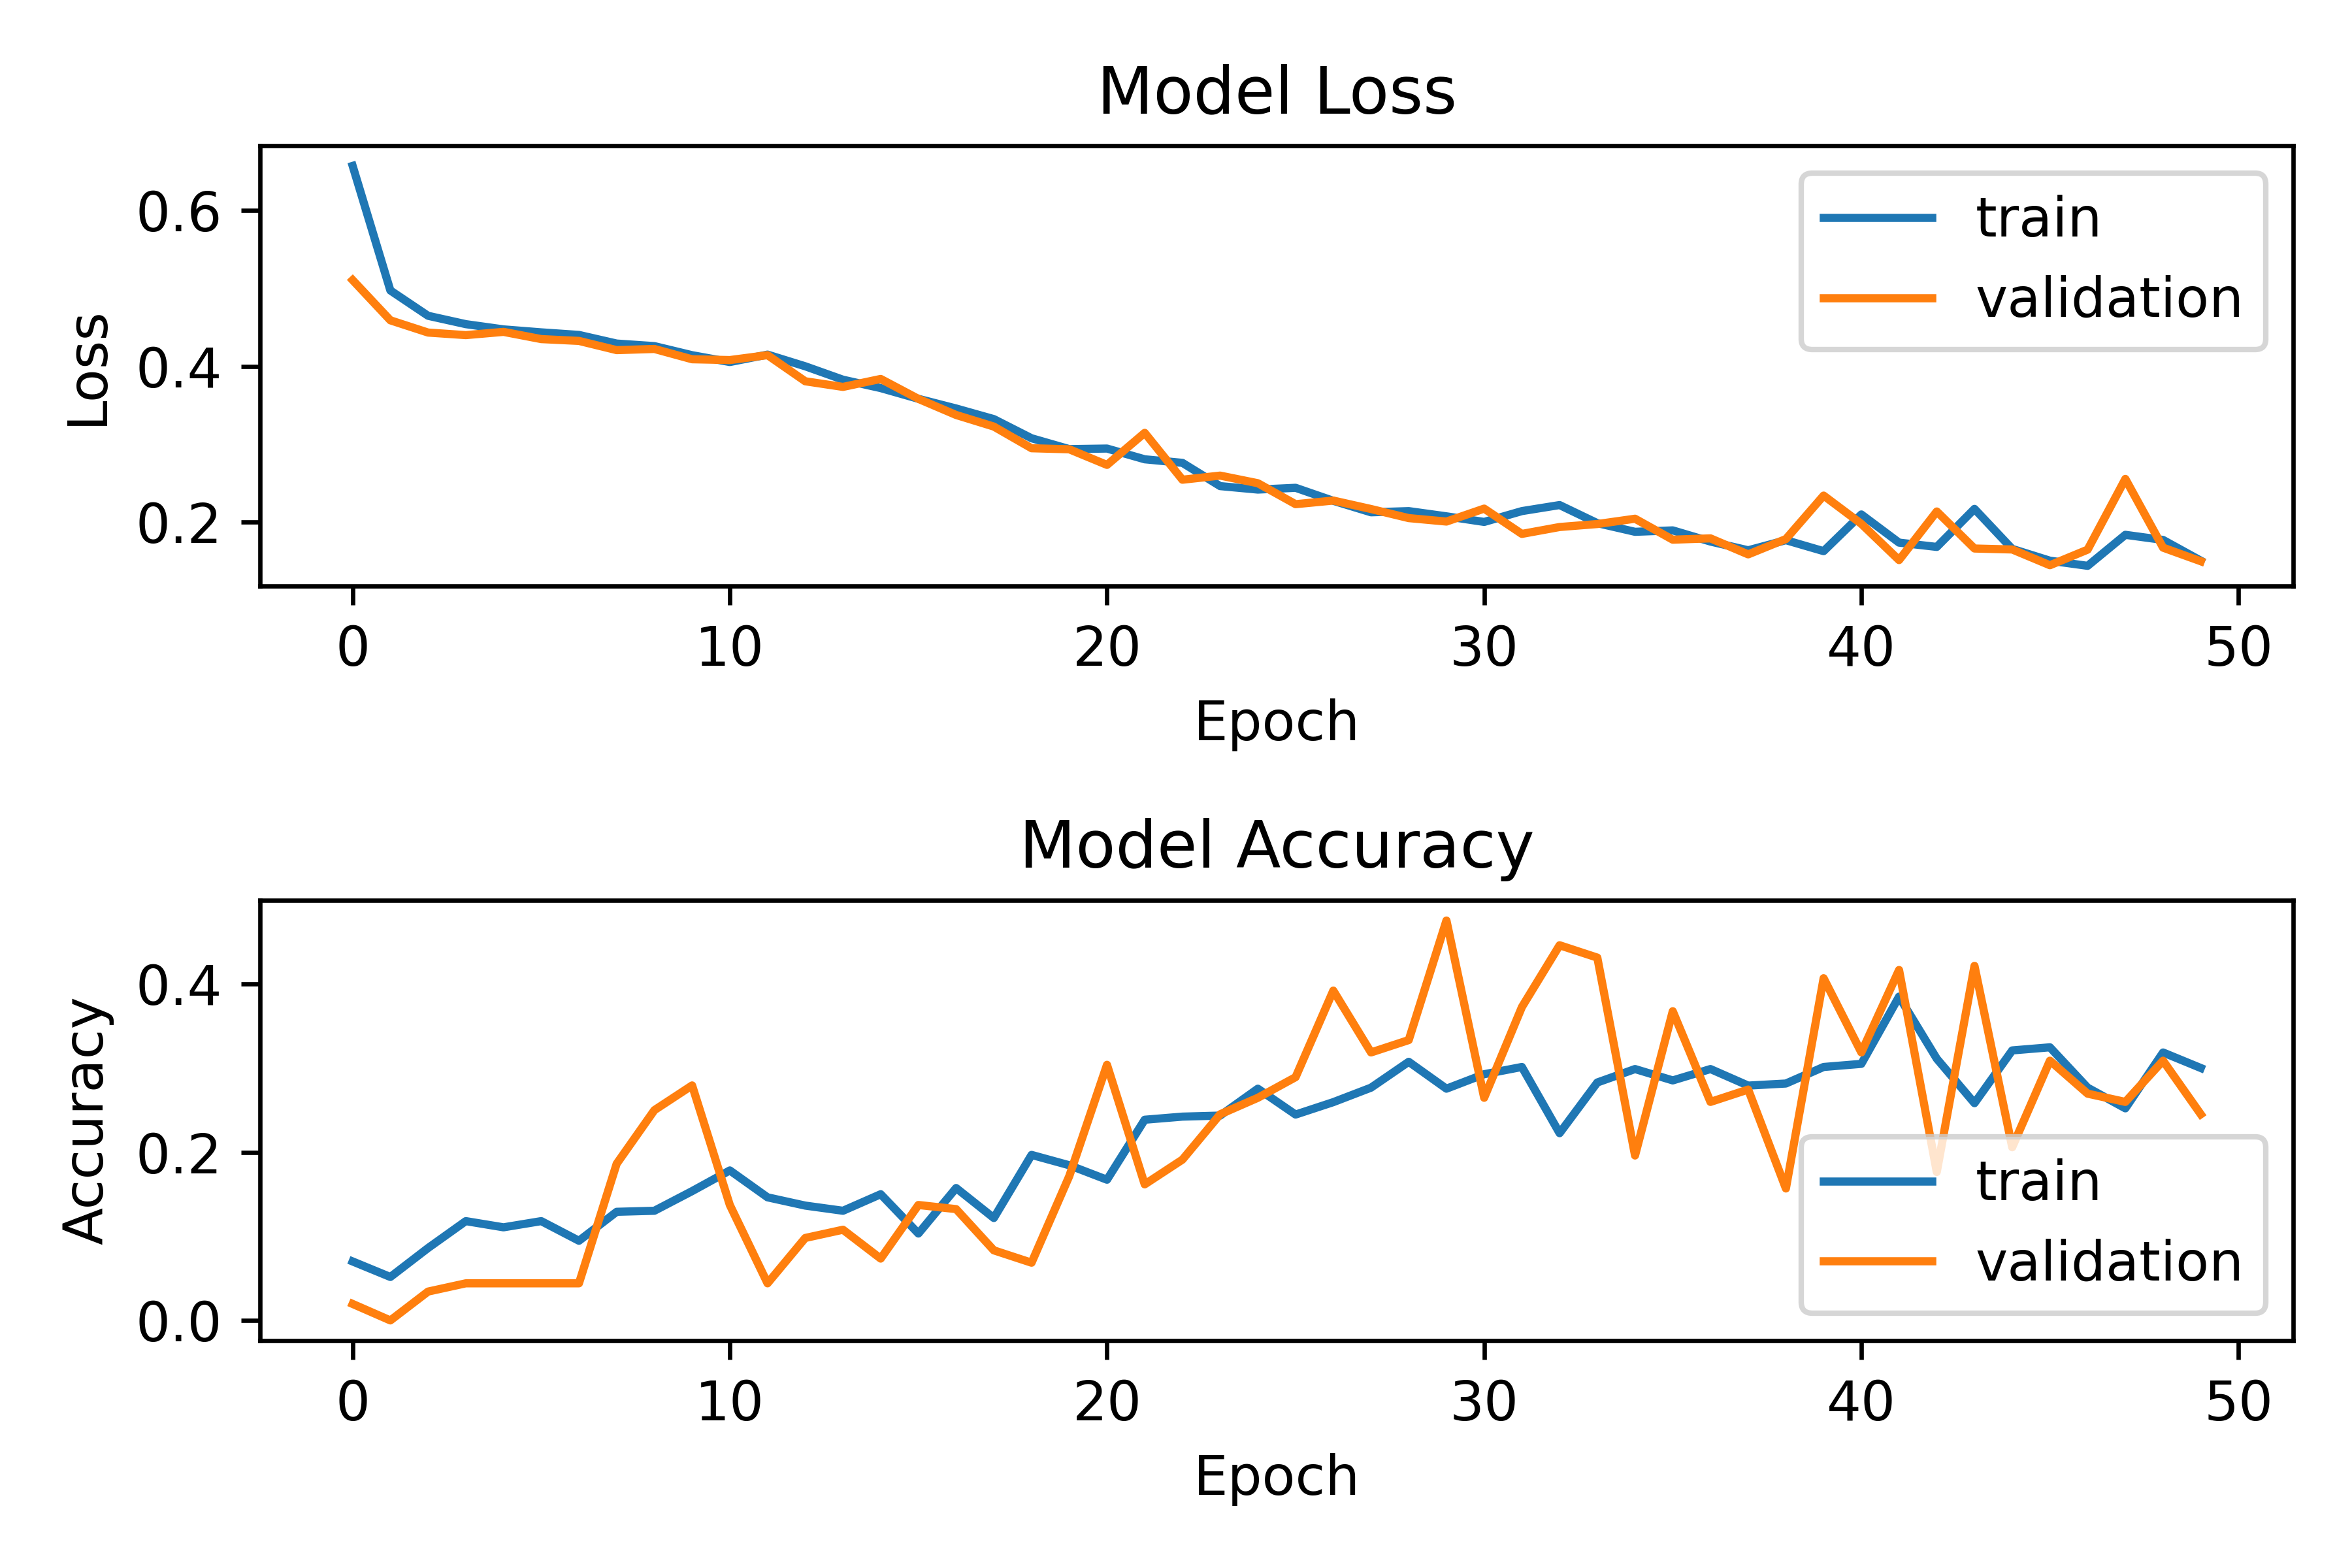 Model Loss
0.6
0.4
0.2
Loss
train
validation
0 10 20 30 40 50
Epoch
Model Accuracy
0.4
0.2
0.0
Accuracy
train
validation
0 10 20 30 40 50
Epoch